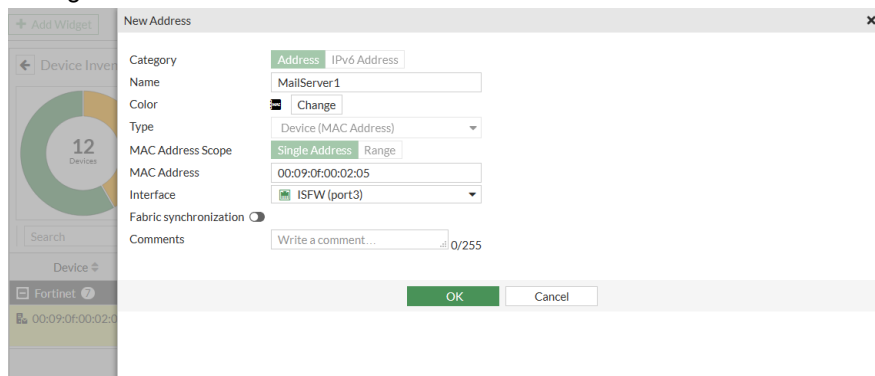 + Add Widget
New Address
Device Inven
12
Devices
Search
Device
Fortinet 7
00:09:0f:00:02:0
Category Address IPv6 Address
Name MailServer1
Color Change
Type Device (MAC Address)
MAC Address Scope Single Address Range
MAC Address 00:09:0f:00:02:05
Interface ISFW (port3)
Fabric synchronization
Comments Write a comment... 0/255
OK Cancel